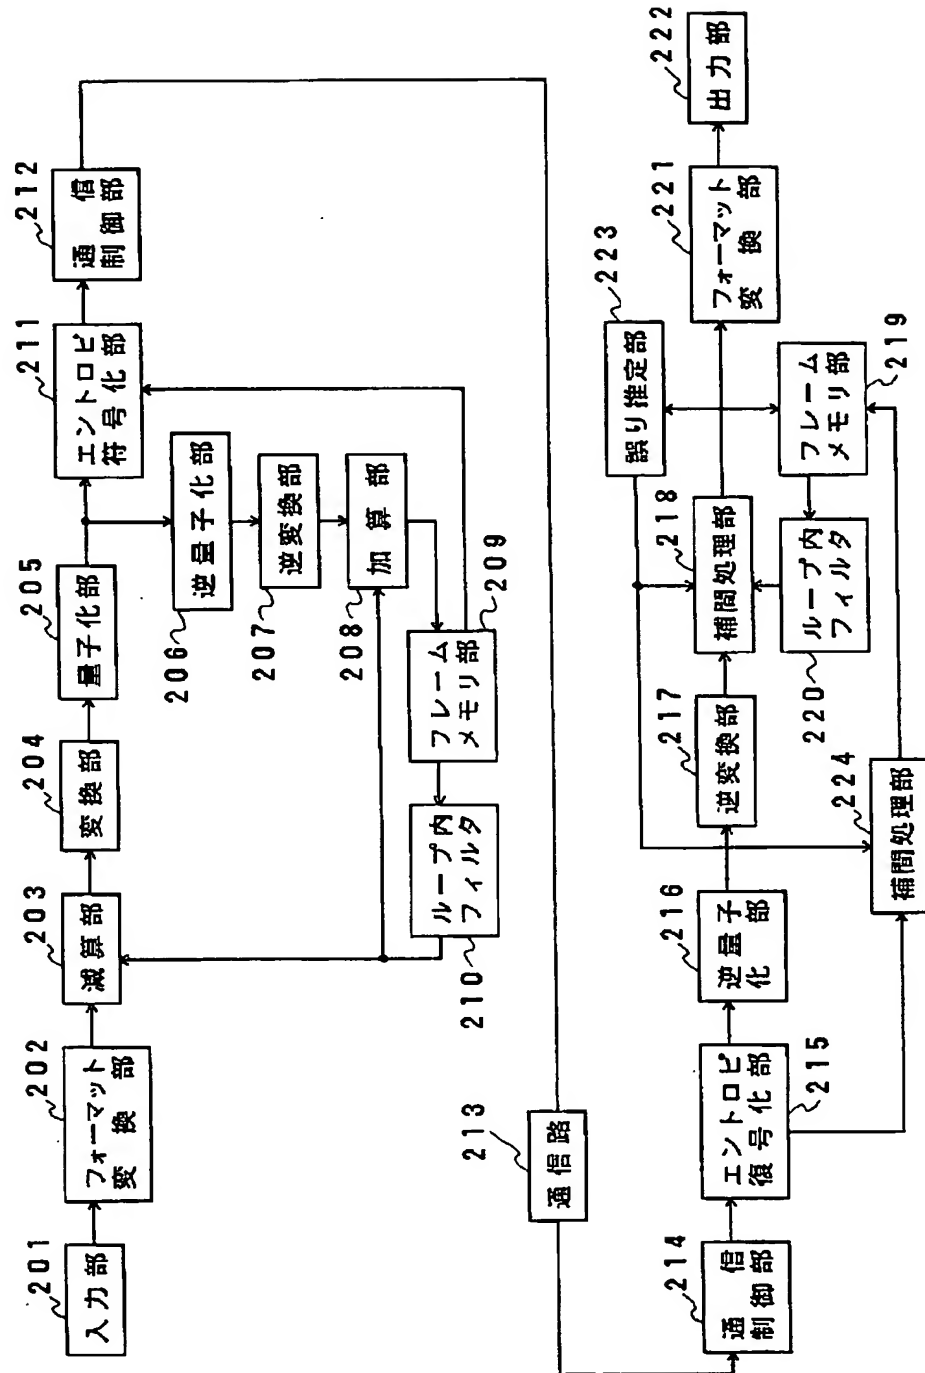 201
入力部
202
フォーマット
変換部
203
減算部
204
変換部
205
量子化部
206
逆量子化部
207
逆変換部
208
加算部
209
フレーム
メモリ部
210
ループ内
フィルタ
211
エントロピ
符号化部
212
通信
制御部
213
通信路
214
通信
制御部
215
エントロピ
復号化部
216
逆量子
化部
217
逆変換部
218
補間処理部
219
フレーム
メモリ部
220
ループ内
フィルタ
221
フォーマット
変換部
222
出力部
223
誤り推定部
224
補間処理部